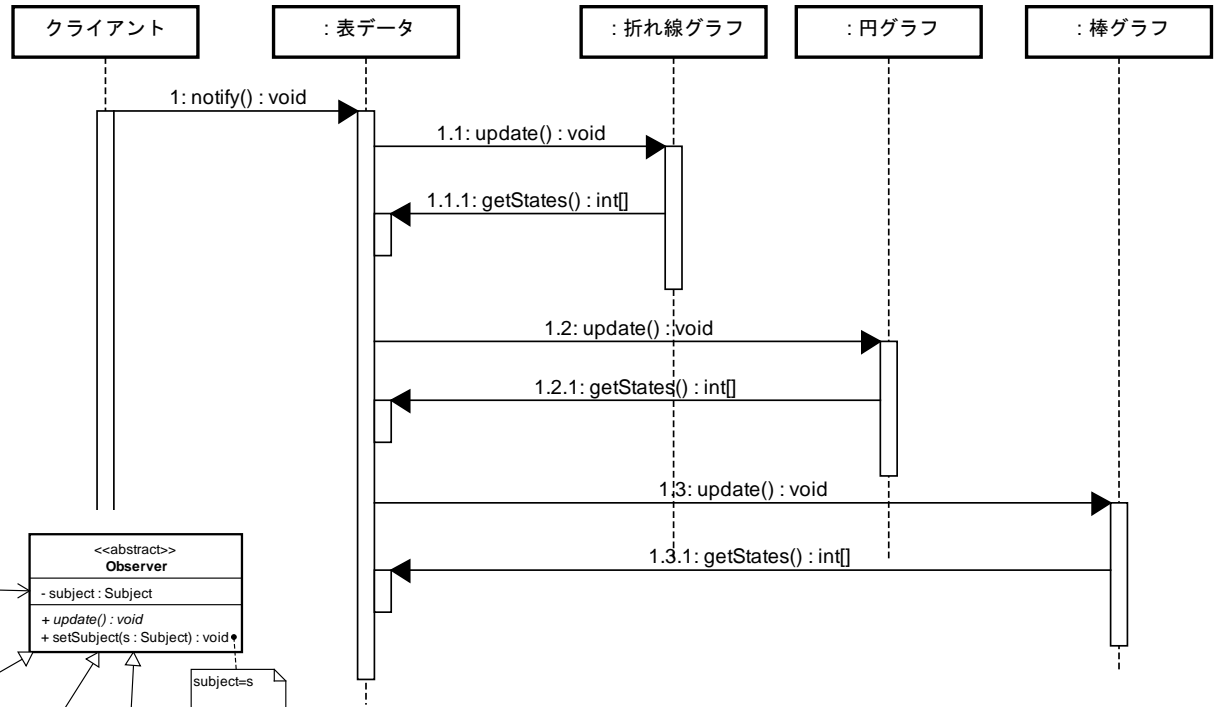 クライアント
: 表データ
: 折れ線グラフ
: 円グラフ
: 棒グラフ
1: notify() : void
1.1: update() : void
1.1.1: getStates() : int[]
1.2: update() : void
1.2.1: getStates() : int[]
1.3: update() : void
1.3.1: getStates() : int[]
<<abstract>>
Observer
- subject : Subject
+ update() : void
+ setSubject(s : Subject) : void
subject=s